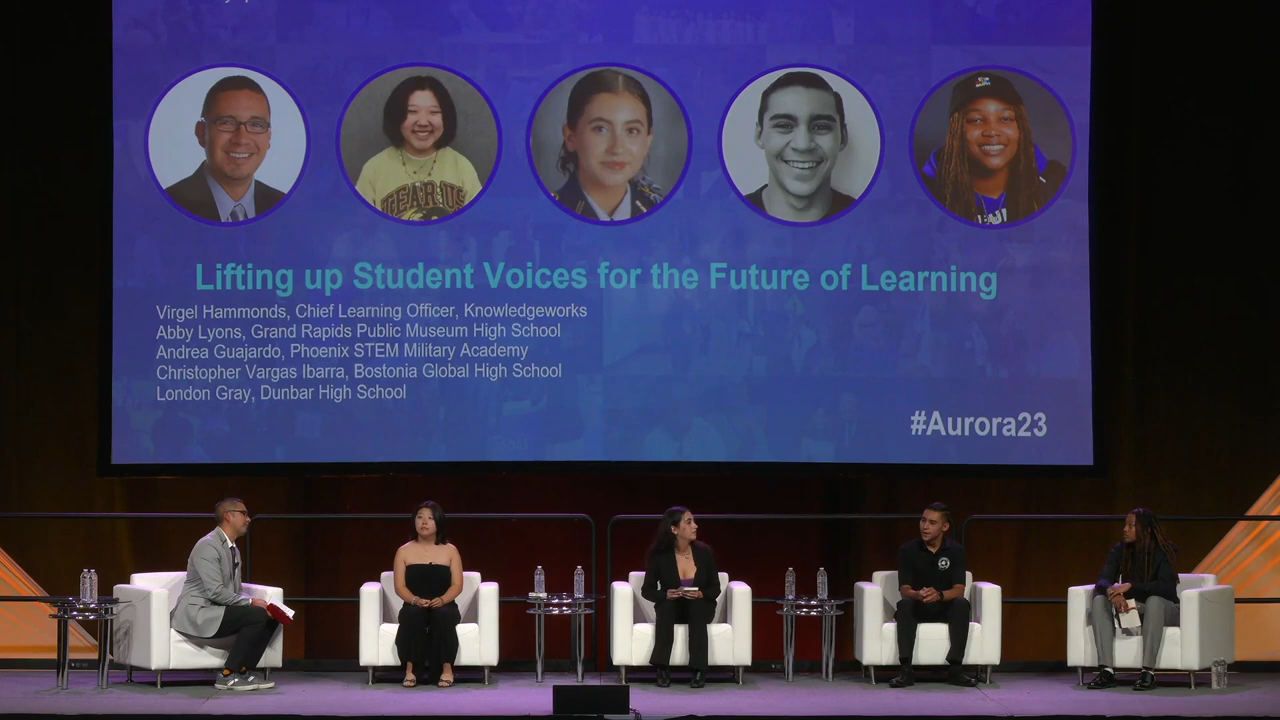 TEAR US
Lifting up Student Voices for the Future of Learning
Virgel Hammonds, Chief Learning Officer, Knowledgeworks
Abby Lyons, Grand Rapids Public Museum High School
Andrea Guajardo, Phoenix STEM Military Academy
Christopher Vargas Ibarra, Bostonia Global High School
London Gray, Dunbar High School
#Aurora23